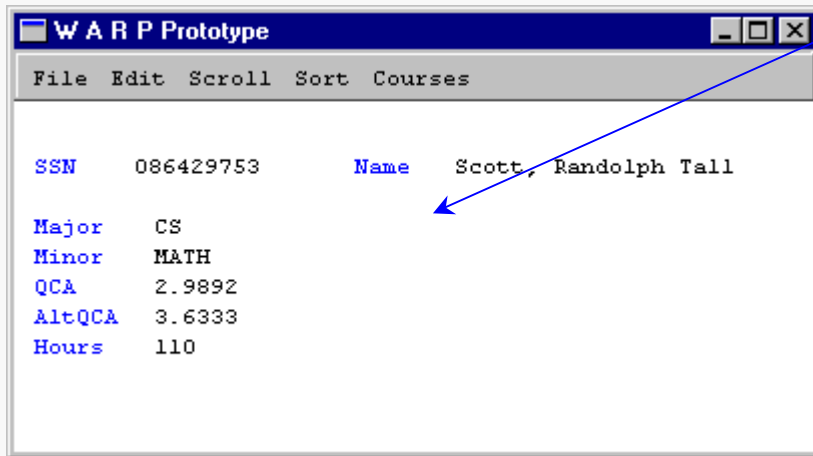 W A R P Prototype
File Edit Scroll Sort Courses
SSN 086429753 Name Scott, Randolph Tall
Major CS
Minor MATH
QCA 2.9892
AltQCA 3.6333
Hours 110